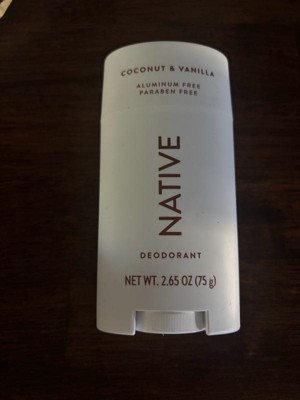 COCONUT & VANILLA
ALUMINUM FREE
PARABEN FREE
NATIVE
DEODORANT
NET WT. 2.65 OZ (75 g)